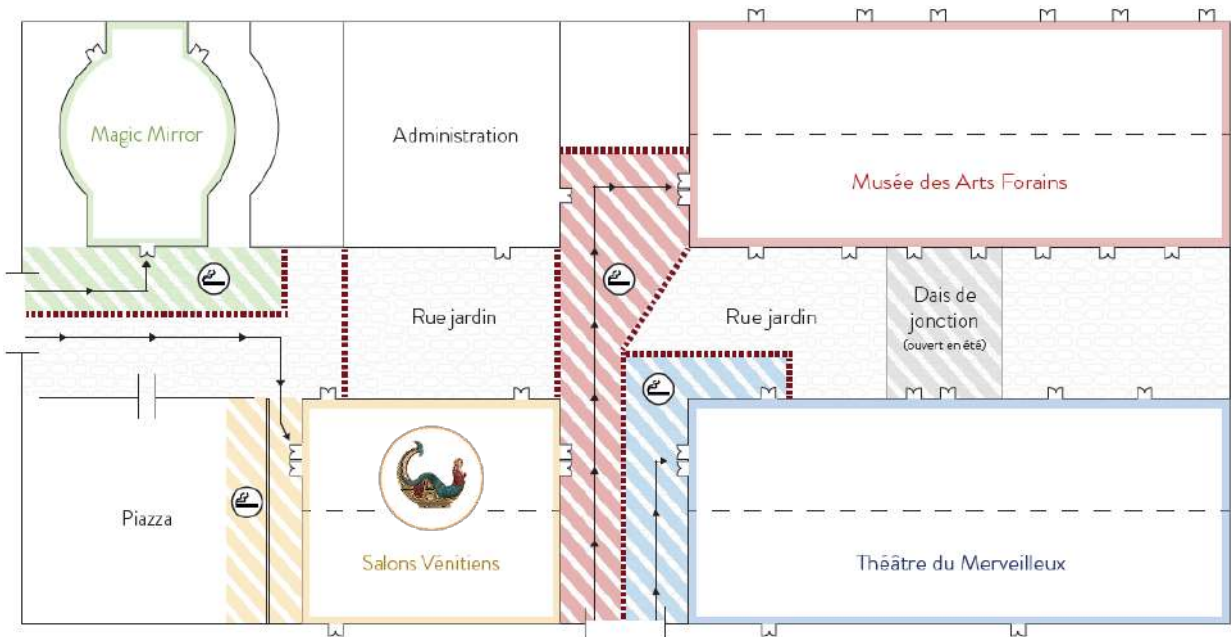 Magic Mirror
Administration
Musée des Arts Forains
Rue jardin
Rue jardin
Dais de
jonction
(ouvert en été)
Piazza
Salons Vénitiens
Théâtre du Merveilleux